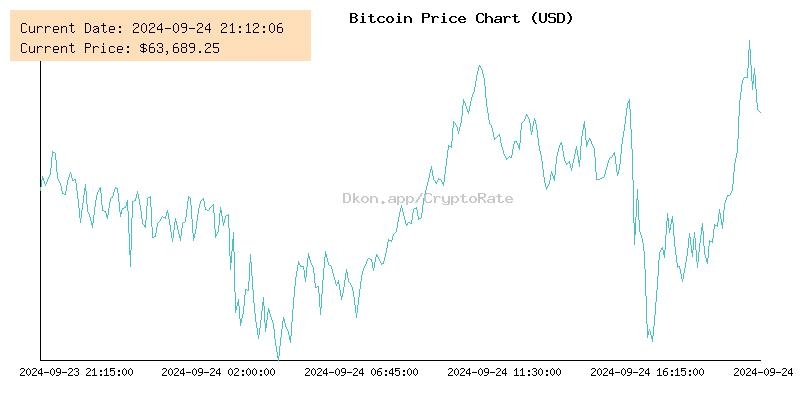 Bitcoin Price Chart (USD)
Current Date: 2024-09-24 21:12:06
Current Price: $63,689.25
Dkon.app/CryptoRate
2024-09-23 21:15:00 2024-09-24 02:00:00 2024-09-24 06:45:00 2024-09-24 11:30:00 2024-09-24 16:15:00 2024-09-24